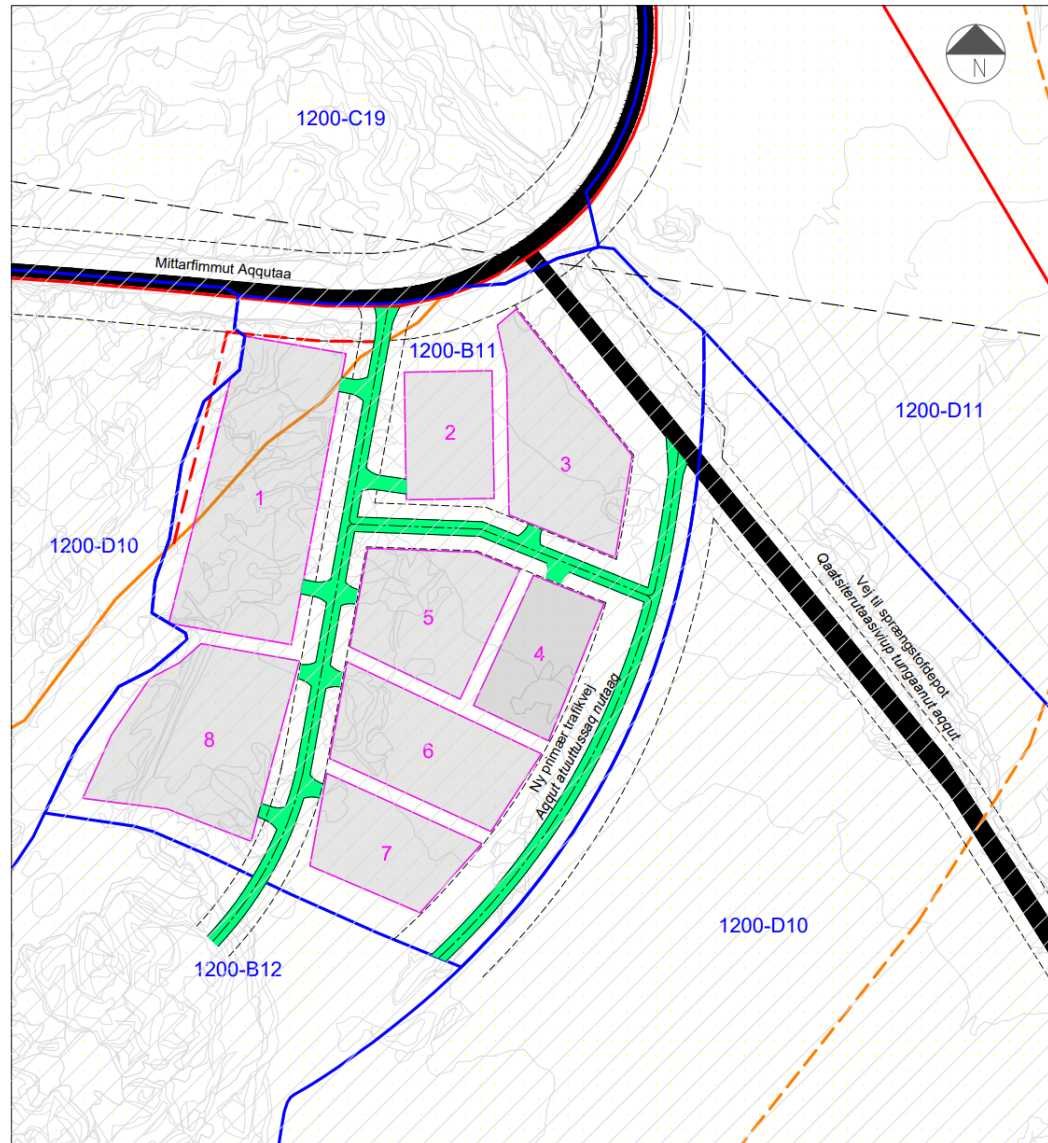 N
1200-C19
Mittarfimmut Aqqutaa
1200-B11
1200-D11
2
3
1
1200-D10
Vej til sprængstofdepot
Qaatsiterutaasiviup tungaanut aqqut
5
4
Ny primær trafikvej
Aqqut atuuttussaq nutaaq
8
6
7
1200-D10
1200-B12